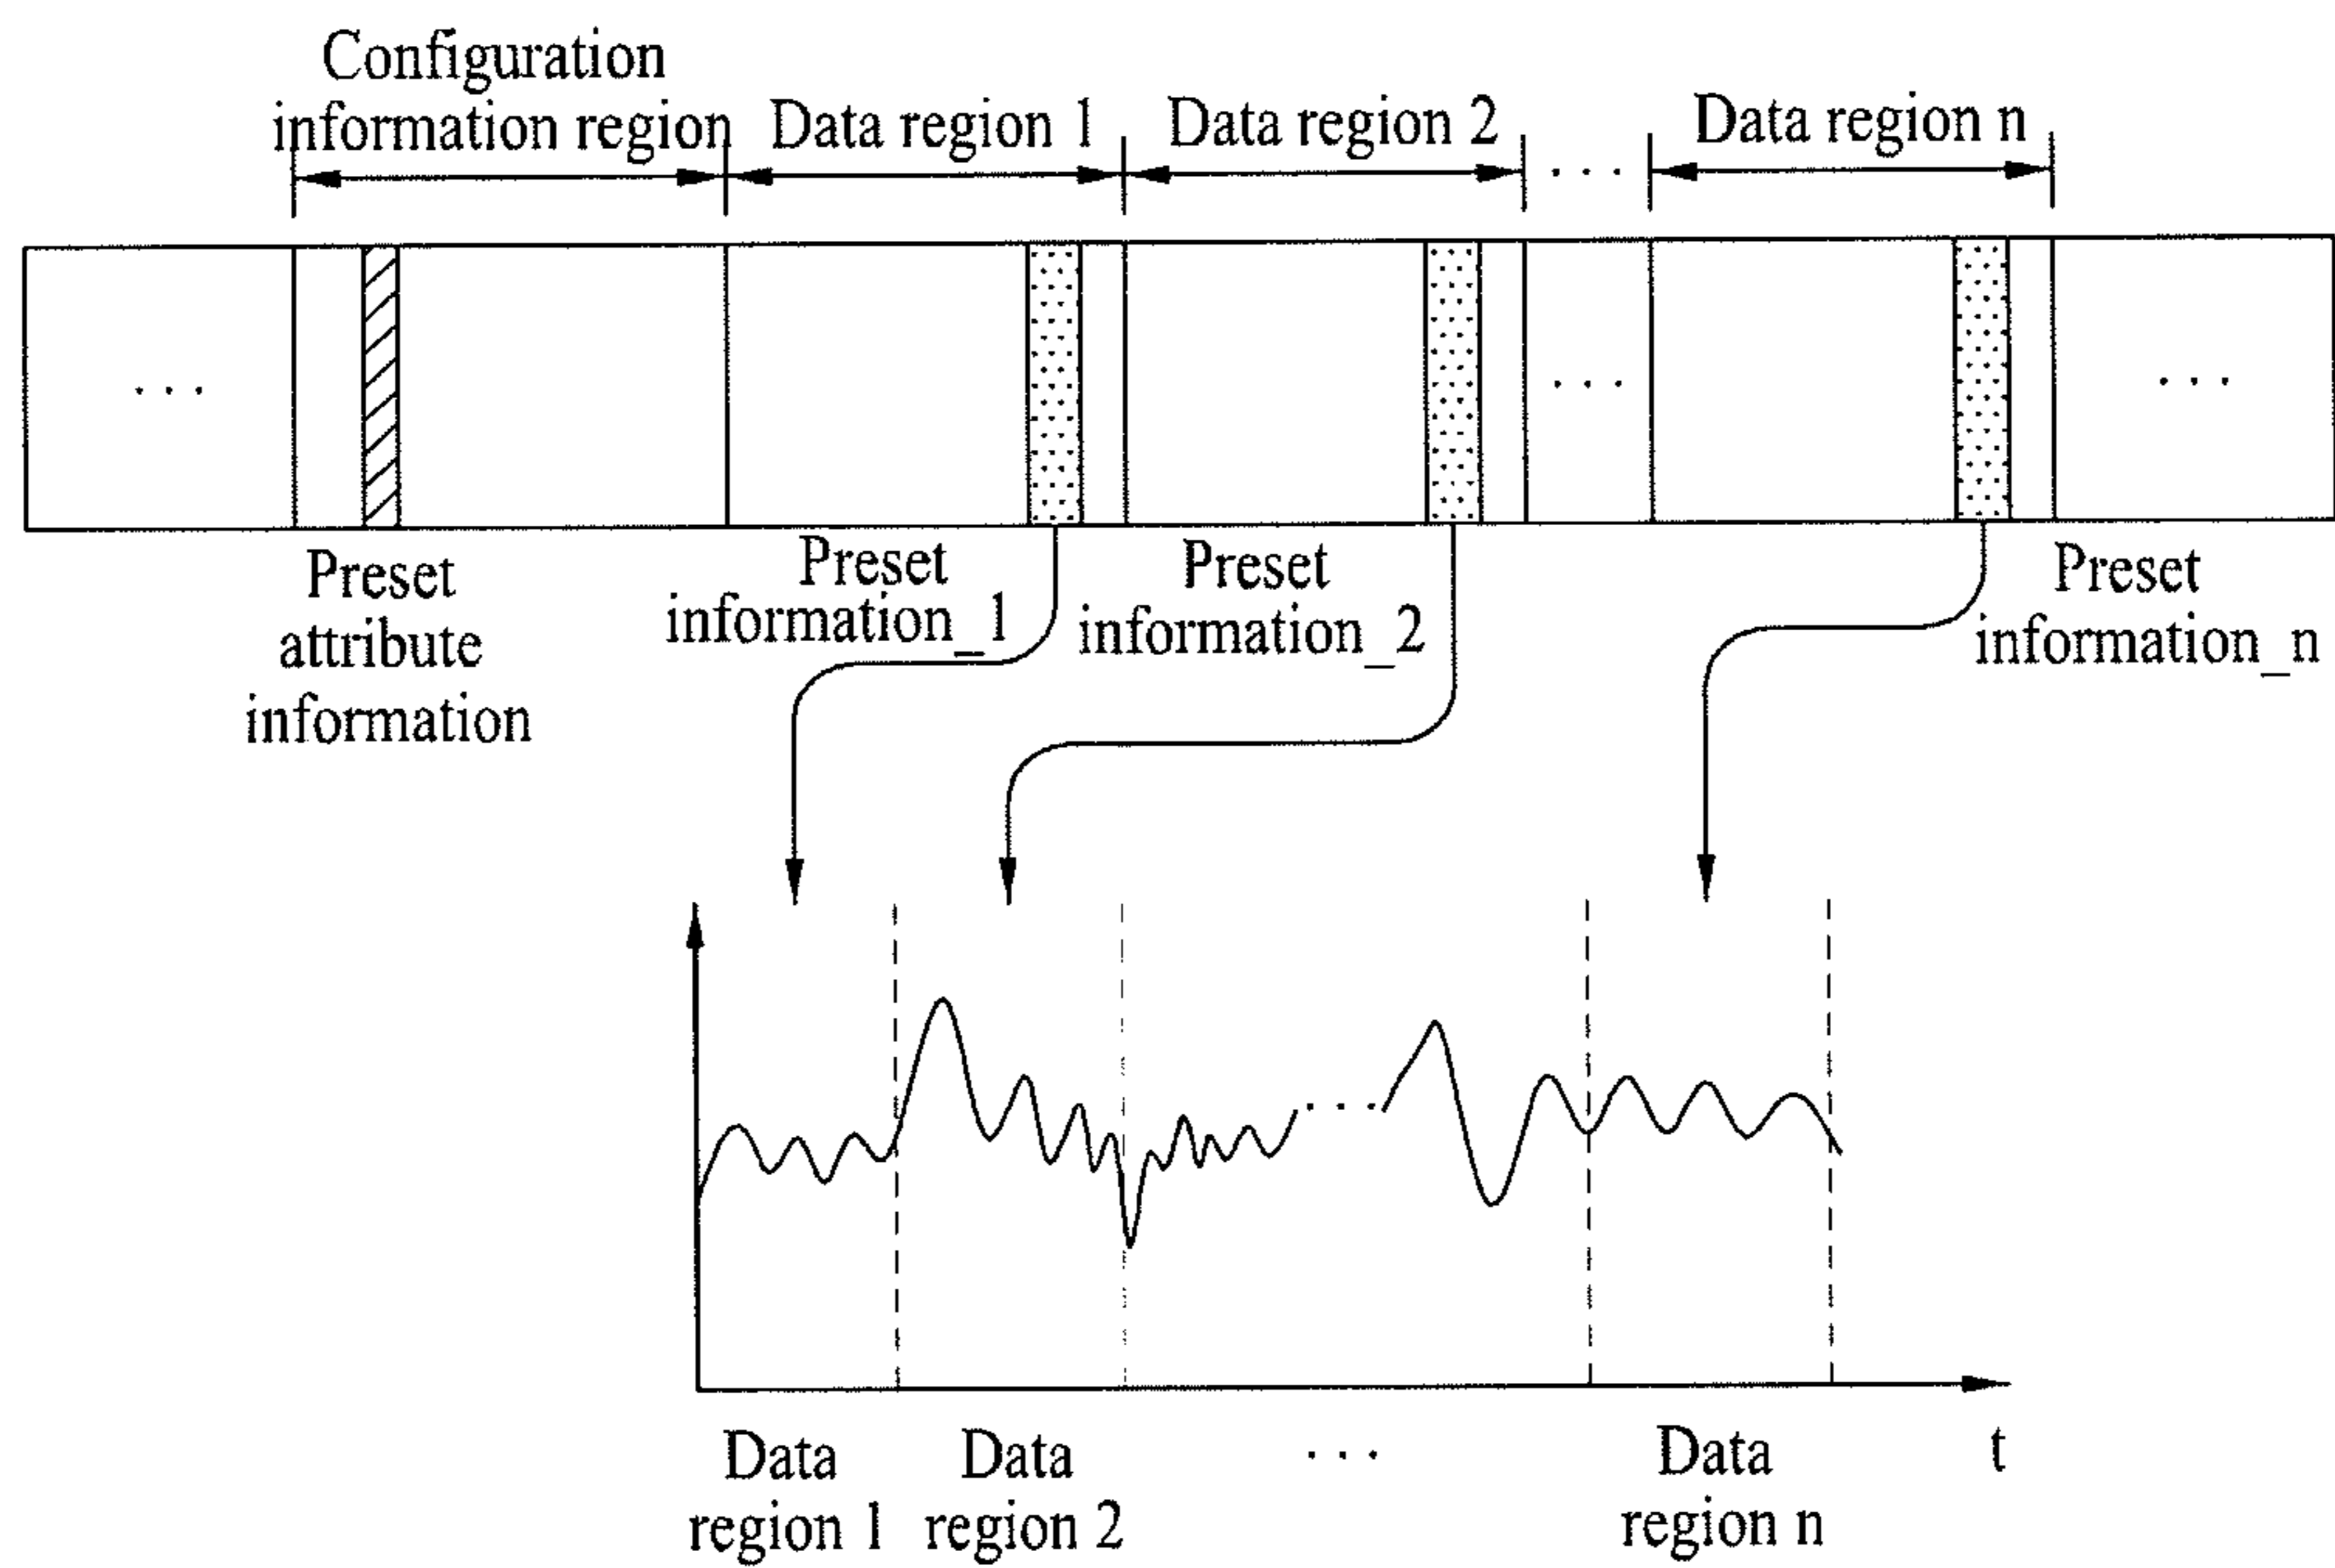 Configuration
information region
Data region 1
Data region 2
. . .
Data region n
. . .
. . .
. . .
Preset
attribute
information
Preset
information_1
Preset
information_2
Preset
information_n
. . .
Data
region 1
Data
region 2
. . .
Data
region n
t